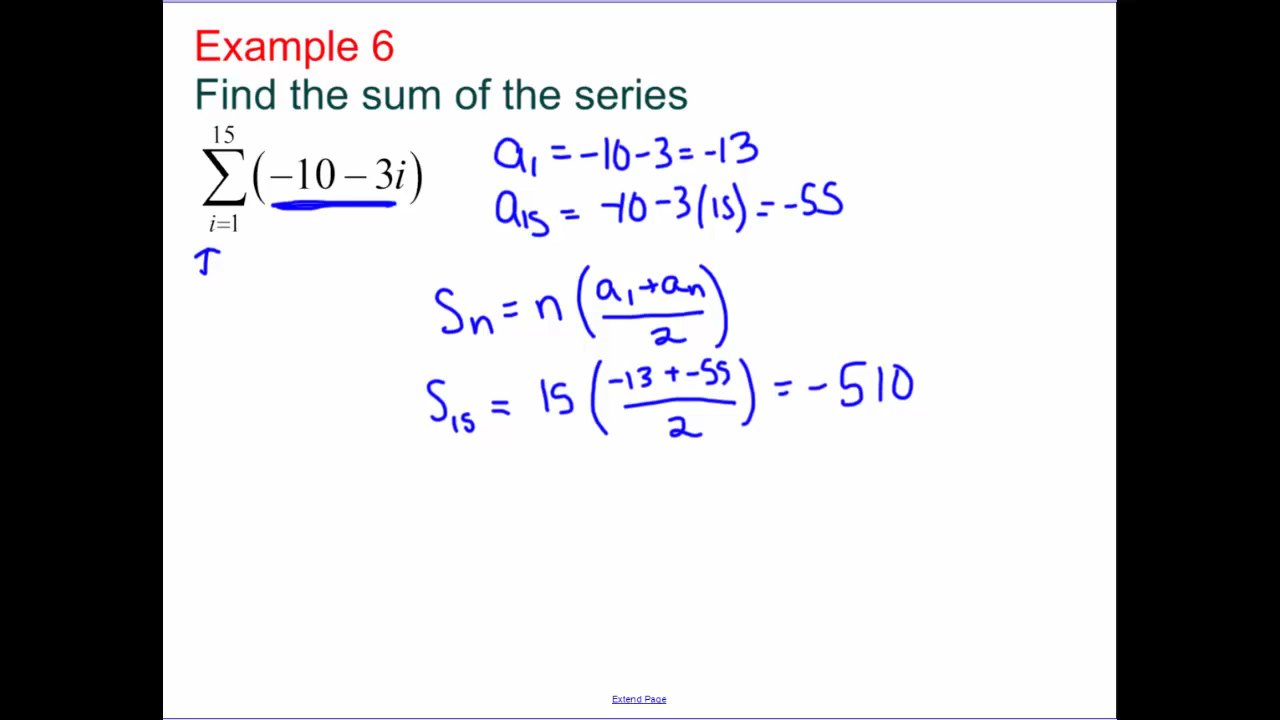 Example 6
Find the sum of the series
15
∑ (−10 − 3i)
i=1
a₁ = -10 - 3 = -13
a₁₅ = -10 - 3(15) = -55
Sₙ = n (a₁ + aₙ / 2)
S₁₅ = 15 (-13 + -55 / 2) = -510
Extend Page